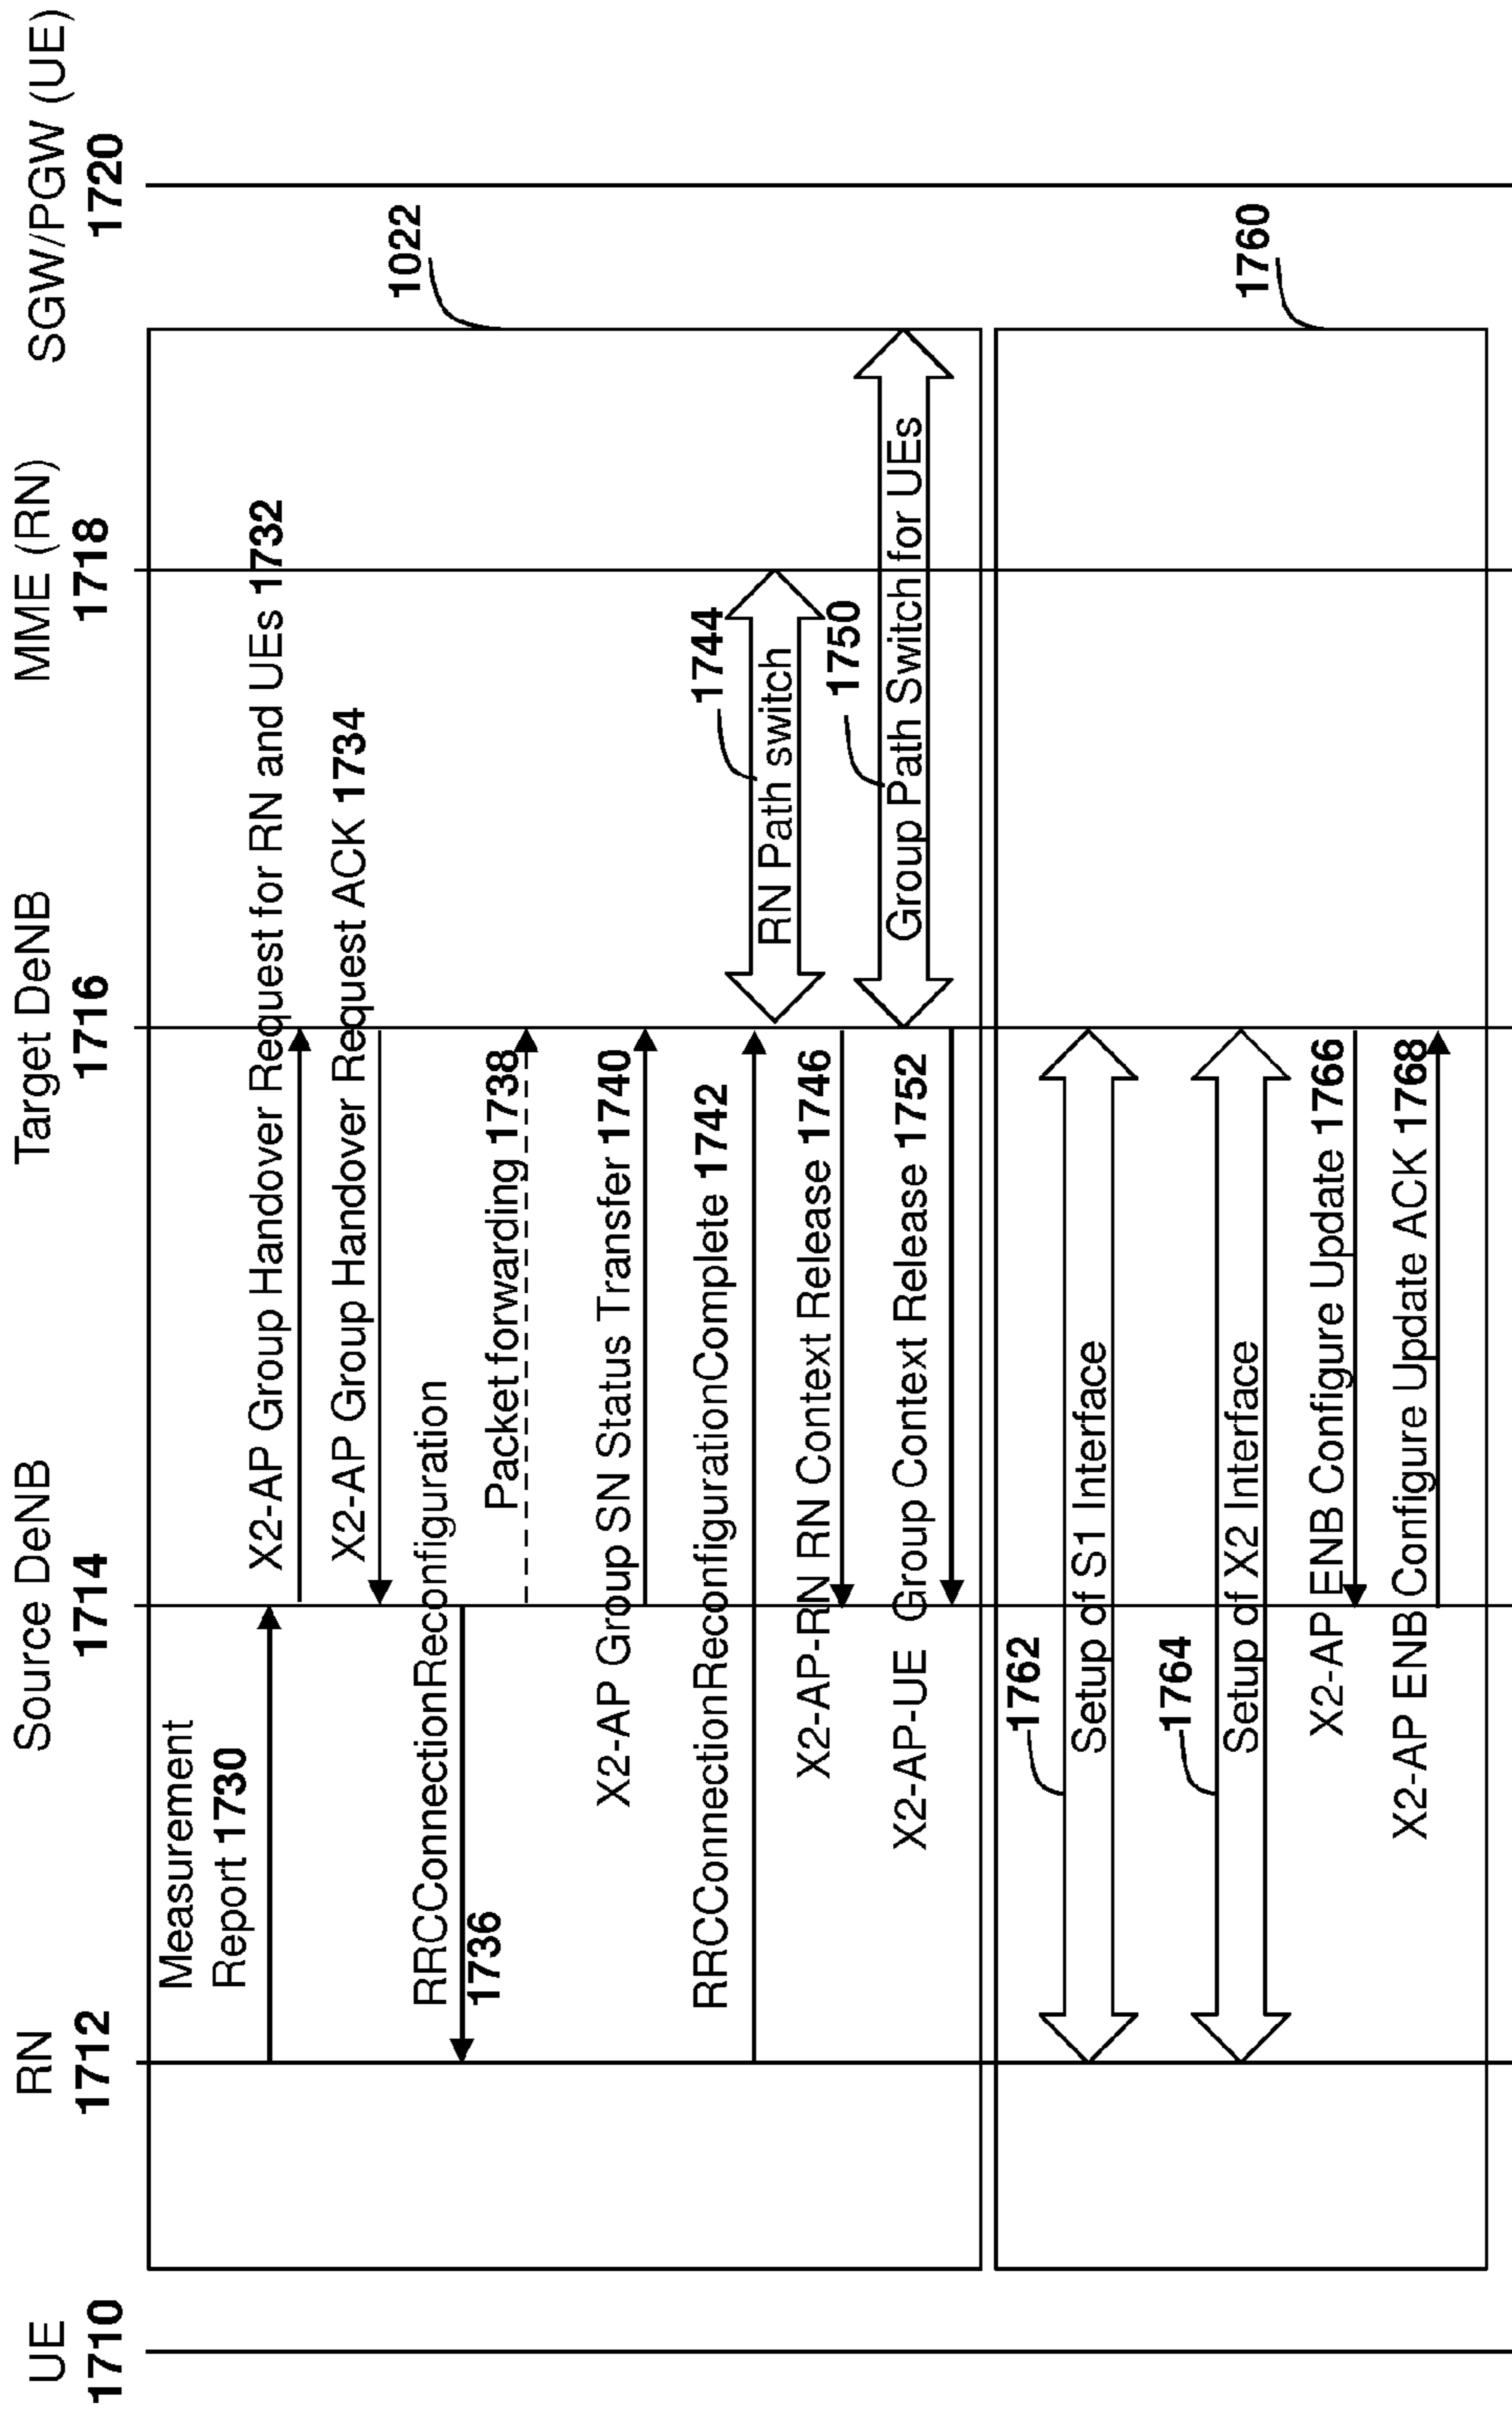 UE
1710
RN
1712
Source DeNB
1714
Target DeNB
1716
MME (RN)
1718
SGW/PGW (UE)
1720
Measurement
Report 1730
X2-AP Group Handover Request for RN and UEs 1732
X2-AP Group Handover Request ACK 1734
1022
RRCConnectionReconfiguration
1736
Packet forwarding 1738
X2-AP Group SN Status Transfer 1740
RRCConnectionReconfigurationComplete 1742
1744
RN Path switch
X2-AP-RN RN Context Release 1746
1750
Group Path Switch for UEs
X2-AP-UE Group Context Release 1752
1762
Setup of S1 Interface
1764
Setup of X2 Interface
1760
X2-AP ENB Configure Update 1766
X2-AP ENB Configure Update ACK 1768